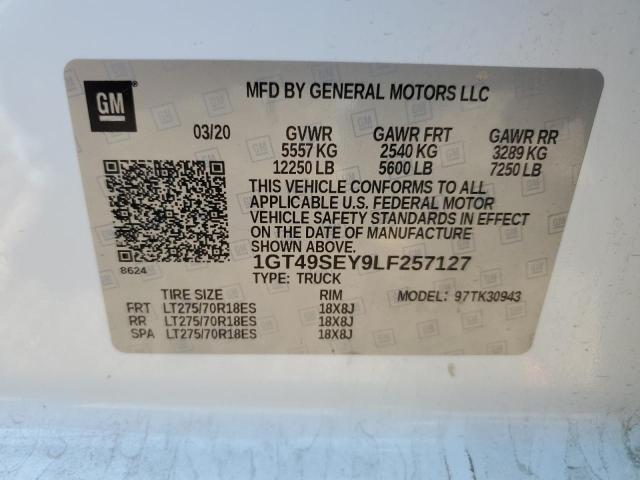 GM
MFD BY GENERAL MOTORS LLC
03/20 GVWR GAWR FRT GAWR RR
5557 KG 2540 KG 3289 KG
12250 LB 5600 LB 7250 LB
THIS VEHICLE CONFORMS TO ALL
APPLICABLE U.S. FEDERAL MOTOR
VEHICLE SAFETY STANDARDS IN EFFECT
ON THE DATE OF MANUFACTURE
SHOWN ABOVE.
8624
1GT49SEY9LF257127
TYPE: TRUCK
TIRE SIZE RIM MODEL: 97TK30943
FRT LT275/70R18ES 18X8J
RR LT275/70R18ES 18X8J
SPA LT275/70R18ES 18X8J